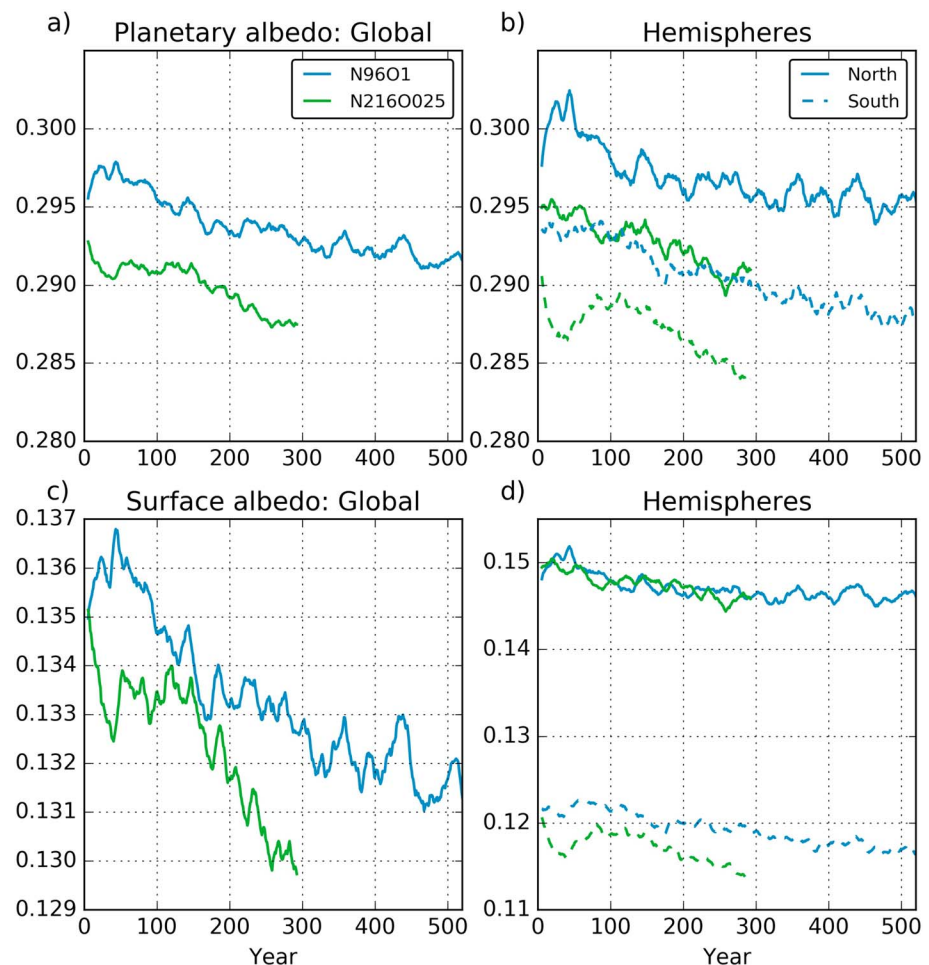 a)
Planetary albedo: Global
N96O1
N216O025
0.300
0.295
0.290
0.285
0.280
0 100 200 300 400 500
b)
Hemispheres
North
South
0.300
0.295
0.290
0.285
0.280
0 100 200 300 400 500
c)
Surface albedo: Global
0.137
0.136
0.135
0.134
0.133
0.132
0.131
0.130
0.129
0 100 200 300 400 500
Year
d)
Hemispheres
0.15
0.14
0.13
0.12
0.11
0 100 200 300 400 500
Year